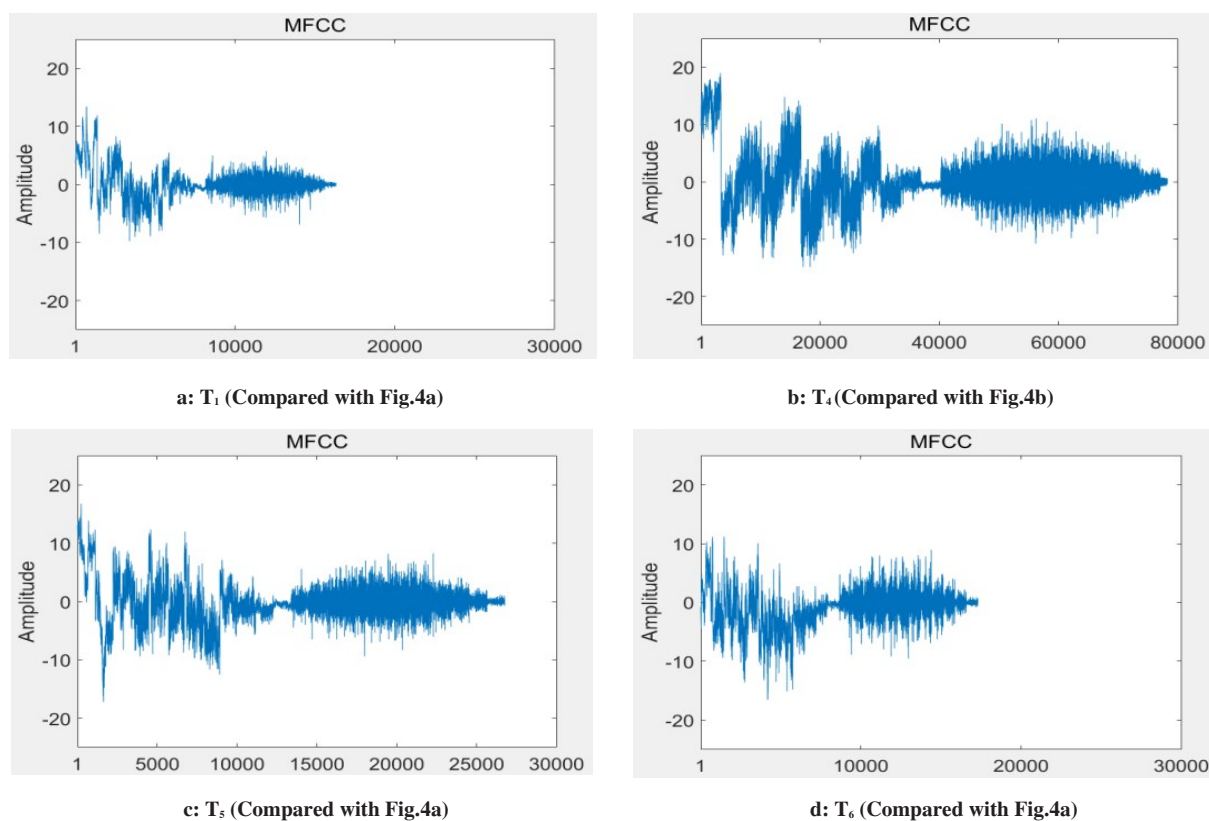 MFCC
Amplitude
20
10
0
-10
-20
1 10000 20000 30000
a: T₁ (Compared with Fig.4a)
MFCC
Amplitude
20
10
0
-10
-20
1 20000 40000 60000 80000
b: T₄ (Compared with Fig.4b)
MFCC
Amplitude
20
10
0
-10
-20
1 5000 10000 15000 20000 25000 30000
c: T₅ (Compared with Fig.4a)
MFCC
Amplitude
20
10
0
-10
-20
1 10000 20000 30000
d: T₆ (Compared with Fig.4a)